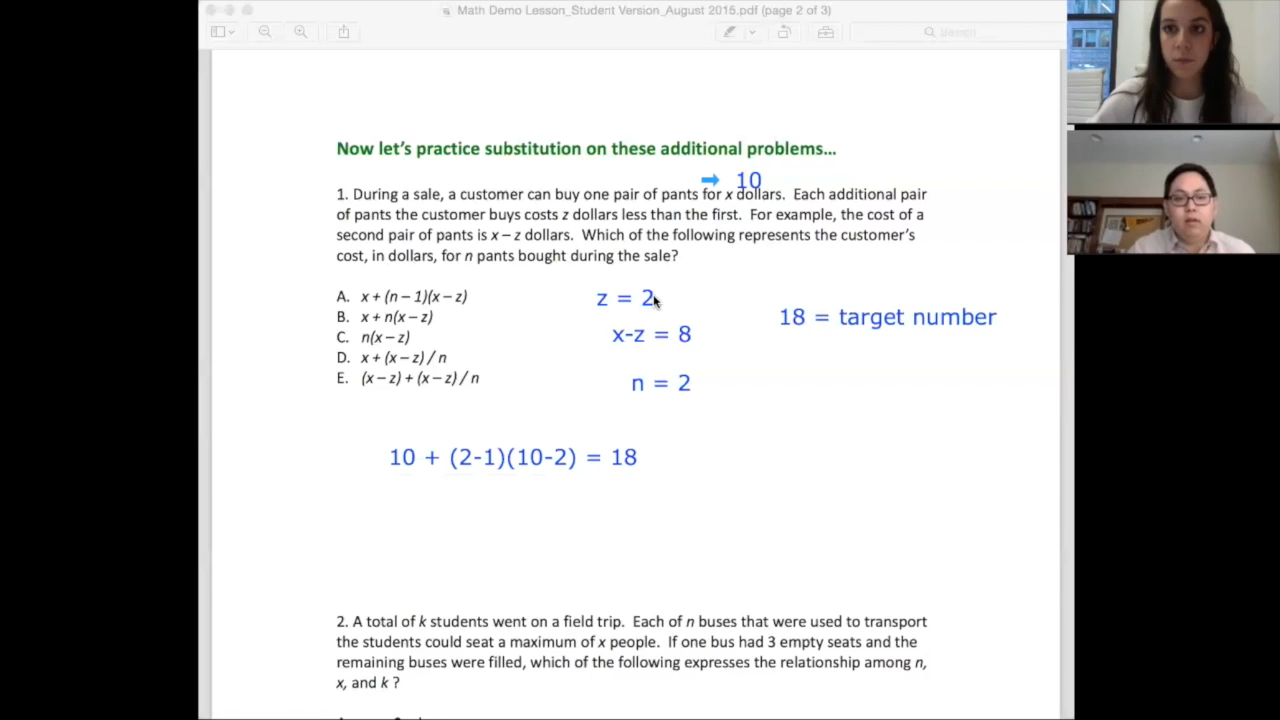 Math Demo Lesson_Student Version_August 2015.pdf (page 2 of 3)
Search
Now let's practice substitution on these additional problems...
➡ 10
1. During a sale, a customer can buy one pair of pants for x dollars. Each additional pair
of pants the customer buys costs z dollars less than the first. For example, the cost of a
second pair of pants is x – z dollars. Which of the following represents the customer's
cost, in dollars, for n pants bought during the sale?
A. x + (n – 1)(x – z)
B. x + n(x – z)
C. n(x – z)
D. x + (x – z) / n
E. (x – z) + (x – z) / n
z = 2
x-z = 8
n = 2
18 = target number
10 + (2-1)(10-2) = 18
2. A total of k students went on a field trip. Each of n buses that were used to transport
the students could seat a maximum of x people. If one bus had 3 empty seats and the
remaining buses were filled, which of the following expresses the relationship among n,
x, and k ?